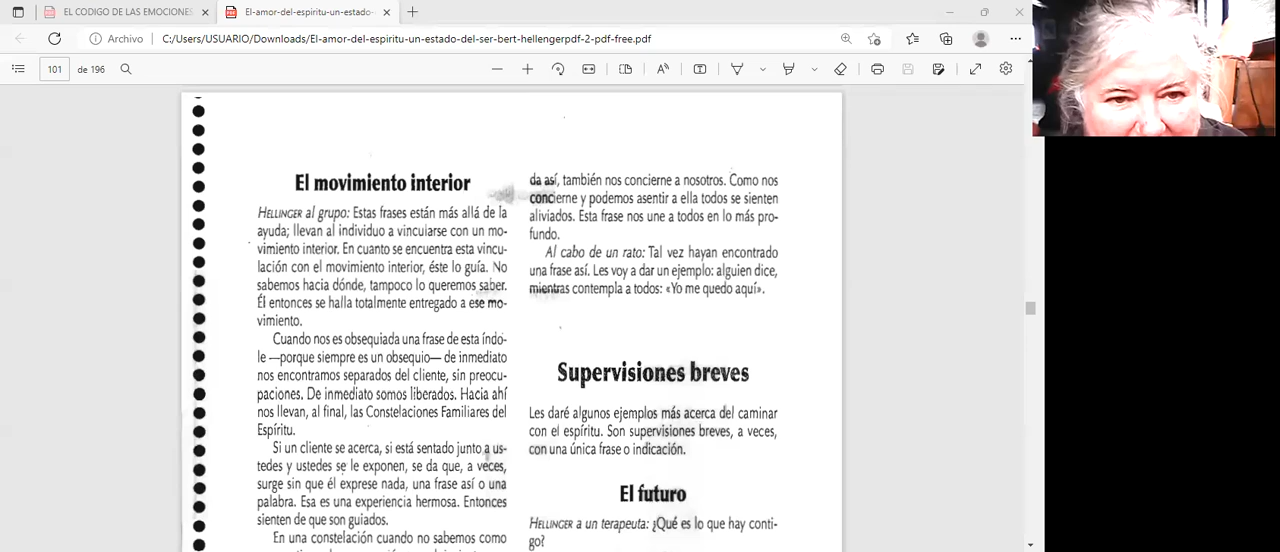 EL CODIGO DE LAS EMOCIONES
El-amor-del-espiritu-un-estado-
Archivo
C:/Users/USUARIO/Downloads/El-amor-del-espiritu-un-estado-del-ser-bert-hellengerpdf-2-pdf-free.pdf
101 de 196
El movimiento interior
HELLINGER al grupo: Estas frases están más allá de la
ayuda; llevan al individuo a vincularse con un mo-
vimiento interior. En cuanto se encuentra esta vincu-
lación con el movimiento interior, éste lo guía. No
sabemos hacia dónde, tampoco lo queremos saber.
Él entonces se halla totalmente entregado a ese mo-
vimiento.
Cuando nos es obsequiada una frase de esta índo-
le —porque siempre es un obsequio— de inmediato
nos encontramos separados del cliente, sin preocu-
paciones. De inmediato somos liberados. Hacia ahí
nos llevan, al final, las Constelaciones Familiares del
Espíritu.
Si un cliente se acerca, si está sentado junto a us-
tedes y ustedes se le exponen, se da que, a veces,
surge sin que él exprese nada, una frase así o una
palabra. Esa es una experiencia hermosa. Entonces
sienten de que son guiados.
En una constelación cuando no sabemos como
da así, también nos concierne a nosotros. Como nos
concierne y podemos asentir a ella todos se sienten
aliviados. Esta frase nos une a todos en lo más pro-
fundo.
Al cabo de un rato: Tal vez hayan encontrado
una frase así. Les voy a dar un ejemplo: alguien dice,
mientras contempla a todos: «Yo me quedo aquí».
Supervisiones breves
Les daré algunos ejemplos más acerca del caminar
con el espíritu. Son supervisiones breves, a veces,
con una única frase o indicación.
El futuro
HELLINGER a un terapeuta: ¿Qué es lo que hay conti-
go?